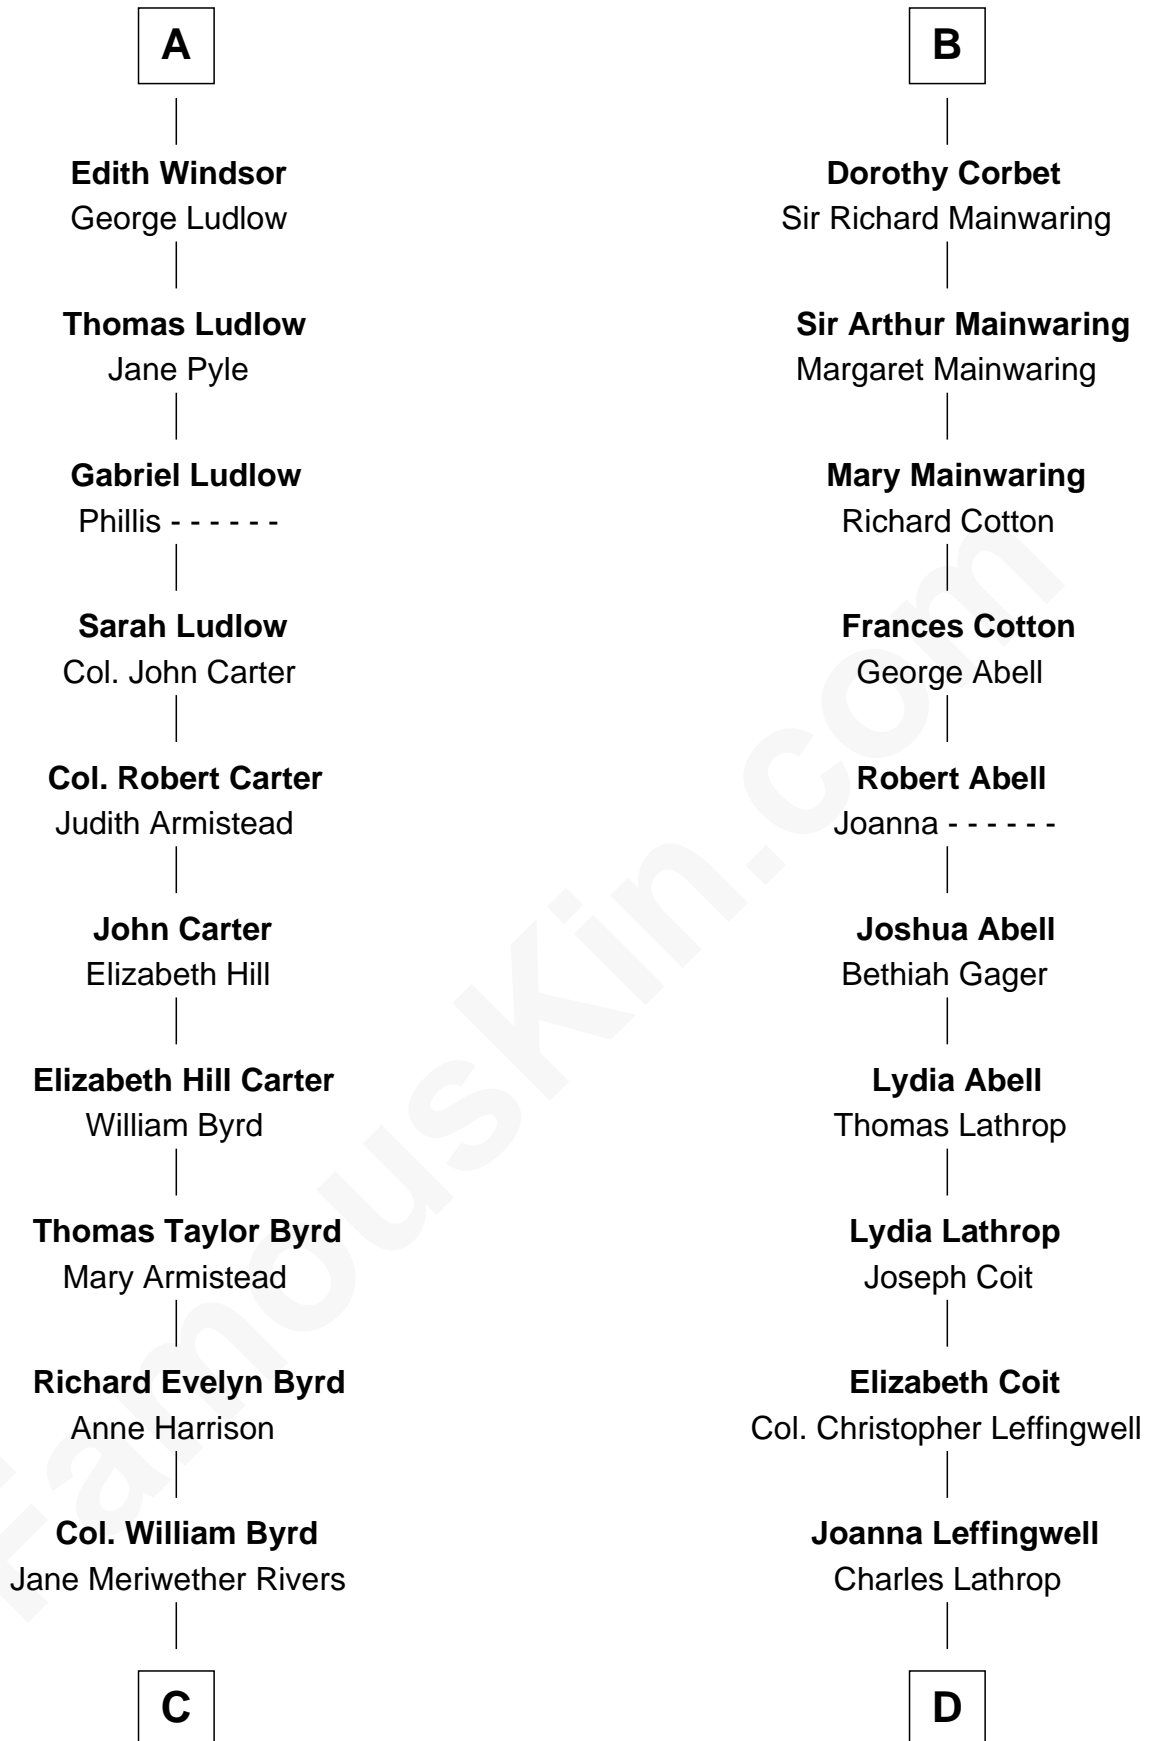 A
Edith Windsor
George Ludlow
Thomas Ludlow
Jane Pyle
Gabriel Ludlow
Phillis - - - - - -
Sarah Ludlow
Col. John Carter
Col. Robert Carter
Judith Armistead
John Carter
Elizabeth Hill
Elizabeth Hill Carter
William Byrd
Thomas Taylor Byrd
Mary Armistead
Richard Evelyn Byrd
Anne Harrison
Col. William Byrd
Jane Meriwether Rivers
C
B
Dorothy Corbet
Sir Richard Mainwaring
Sir Arthur Mainwaring
Margaret Mainwaring
Mary Mainwaring
Richard Cotton
Frances Cotton
George Abell
Robert Abell
Joanna - - - - - -
Joshua Abell
Bethiah Gager
Lydia Abell
Thomas Lathrop
Lydia Lathrop
Joseph Coit
Elizabeth Coit
Col. Christopher Leffingwell
Joanna Leffingwell
Charles Lathrop
D
FamousKin.com